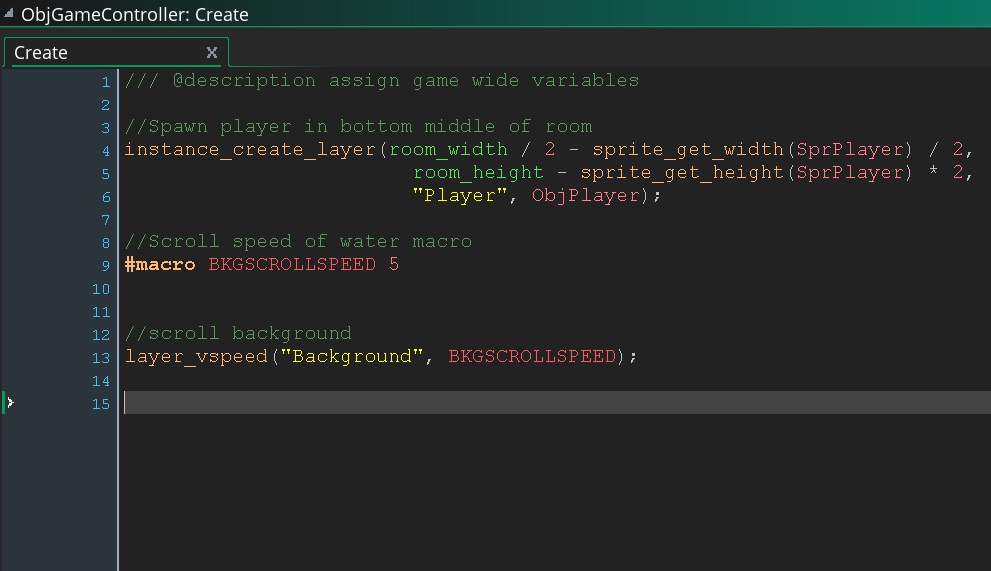 ObjGameController: Create
Create X
1 /// @description assign game wide variables
2
3 //Spawn player in bottom middle of room
4 instance_create_layer(room_width / 2 - sprite_get_width(SprPlayer) / 2,
5 room_height - sprite_get_height(SprPlayer) * 2,
6 "Player", ObjPlayer);
7
8 //Scroll speed of water macro
9 #macro BKGSCROLLSPEED 5
10
11
12 //scroll background
13 layer_vspeed("Background", BKGSCROLLSPEED);
14
15